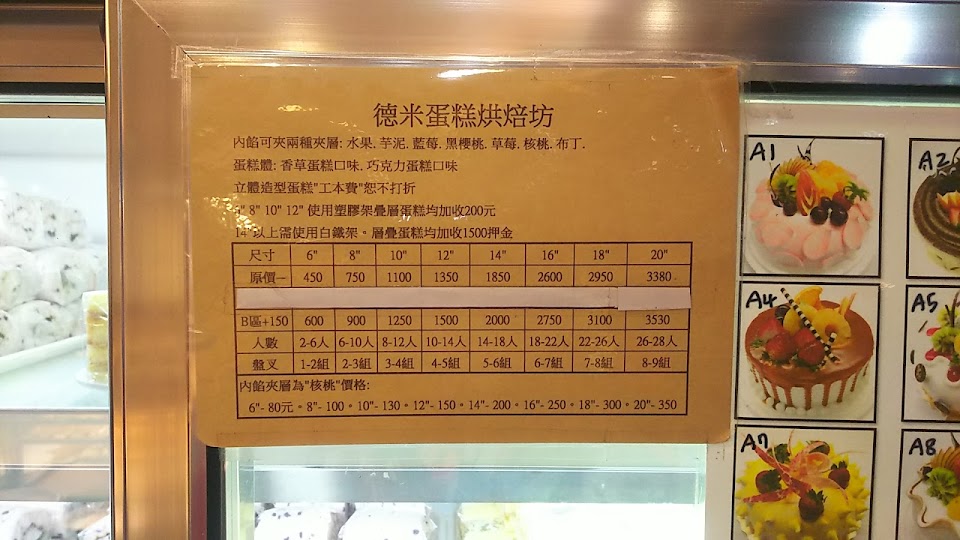 德米蛋糕烘焙坊
內餡可夾兩種夾層: 水果. 芋泥. 藍莓. 黑櫻桃. 草莓. 核桃. 布丁.
蛋糕體: 香草蛋糕口味. 巧克力蛋糕口味
立體造型蛋糕"工本費"恕不打折
6" 8" 10" 12" 使用塑膠架疊層蛋糕均加收200元
14"以上需使用白鐵架。層疊蛋糕均加收1500押金
尺寸 6" 8" 10" 12" 14" 16" 18" 20"
原價一 450 750 1100 1350 1850 2600 2950 3380
B區+150 600 900 1250 1500 2000 2750 3100 3530
人數 2-6人 6-10人 8-12人 10-14人 14-18人 18-22人 22-26人 26-28人
盤叉 1-2組 2-3組 3-4組 4-5組 5-6組 6-7組 7-8組 8-9組
內餡夾層為"核桃"價格:
6"- 80元。8"- 100。10"- 130。12"- 150。14"- 200。16"- 250。18"- 300。20"- 350
A1
A2
A4
A5
A7
A8